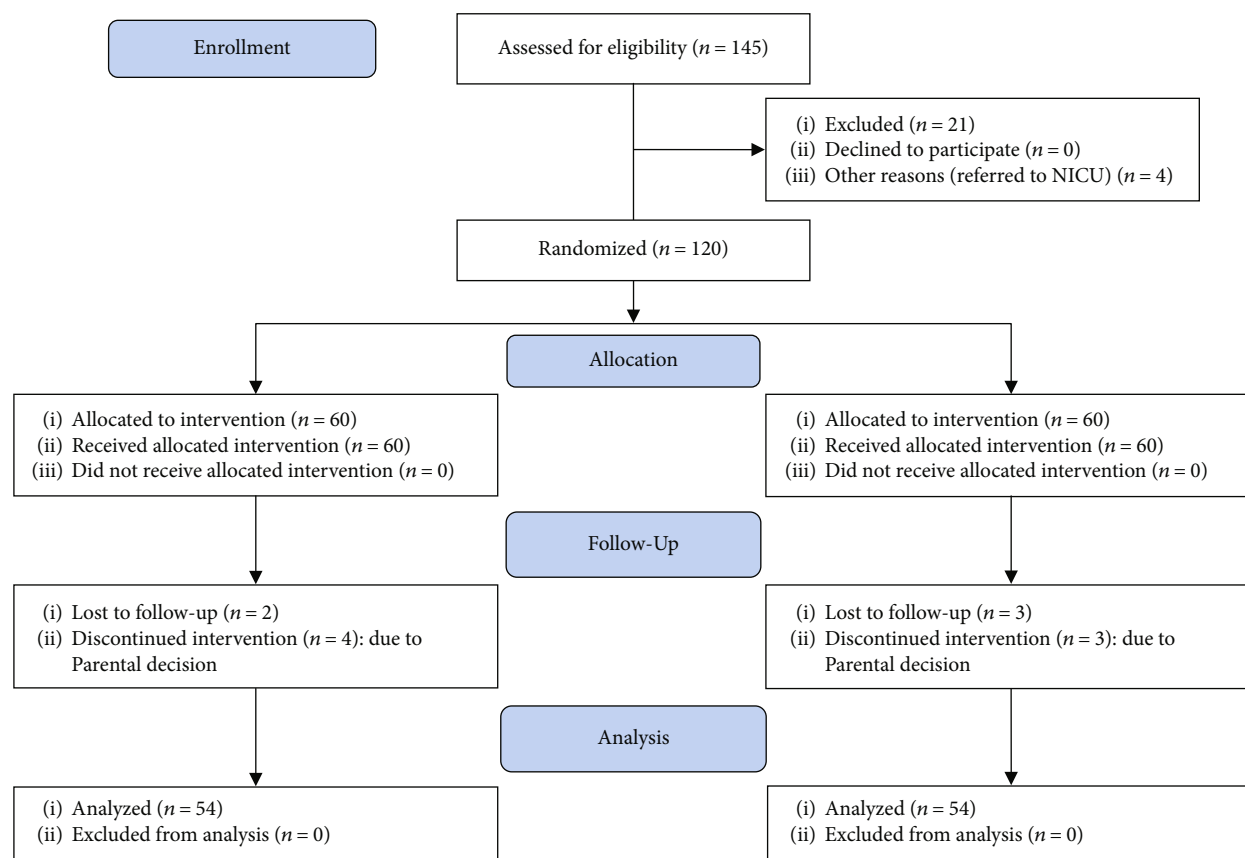 Enrollment
Assessed for eligibility (n = 145)
(i) Excluded (n = 21)
(ii) Declined to participate (n = 0)
(iii) Other reasons (referred to NICU) (n = 4)
Randomized (n = 120)
Allocation
(i) Allocated to intervention (n = 60)
(ii) Received allocated intervention (n = 60)
(iii) Did not receive allocated intervention (n = 0)
(i) Allocated to intervention (n = 60)
(ii) Received allocated intervention (n = 60)
(iii) Did not receive allocated intervention (n = 0)
Follow-Up
(i) Lost to follow-up (n = 2)
(ii) Discontinued intervention (n = 4): due to
Parental decision
(i) Lost to follow-up (n = 3)
(ii) Discontinued intervention (n = 3): due to
Parental decision
Analysis
(i) Analyzed (n = 54)
(ii) Excluded from analysis (n = 0)
(i) Analyzed (n = 54)
(ii) Excluded from analysis (n = 0)